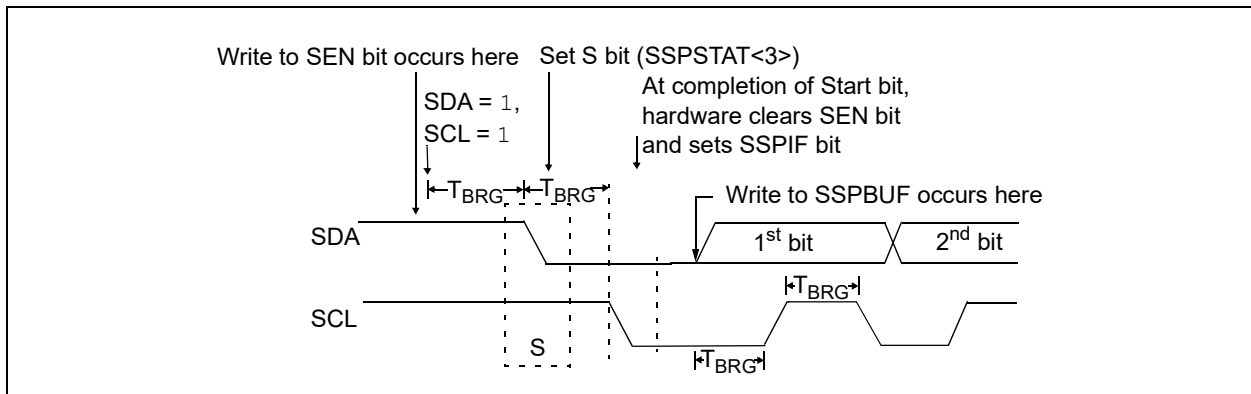 Write to SEN bit occurs here Set S bit (SSPSTAT<3>)
SDA = 1,
SCL = 1
At completion of Start bit,
hardware clears SEN bit
and sets SSPIF bit
TBRG TBRG
Write to SSPBUF occurs here
SDA
1st bit
2nd bit
TBRG
SCL
S
TBRG